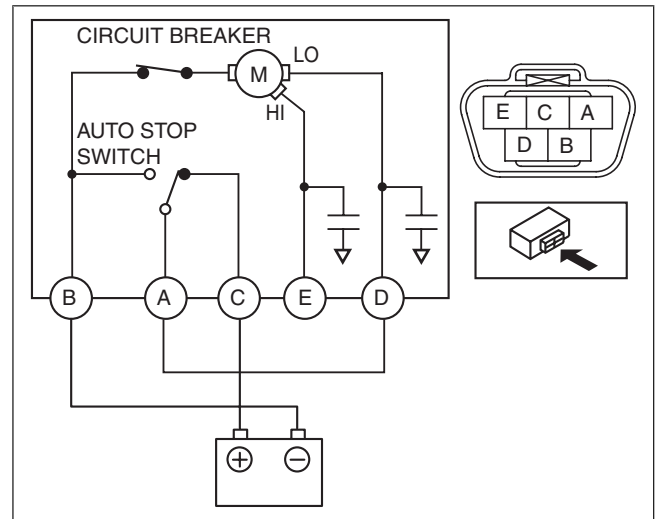 CIRCUIT BREAKER
LO
M
HI
AUTO STOP
SWITCH
B A C E D
+ −
E C A
D B